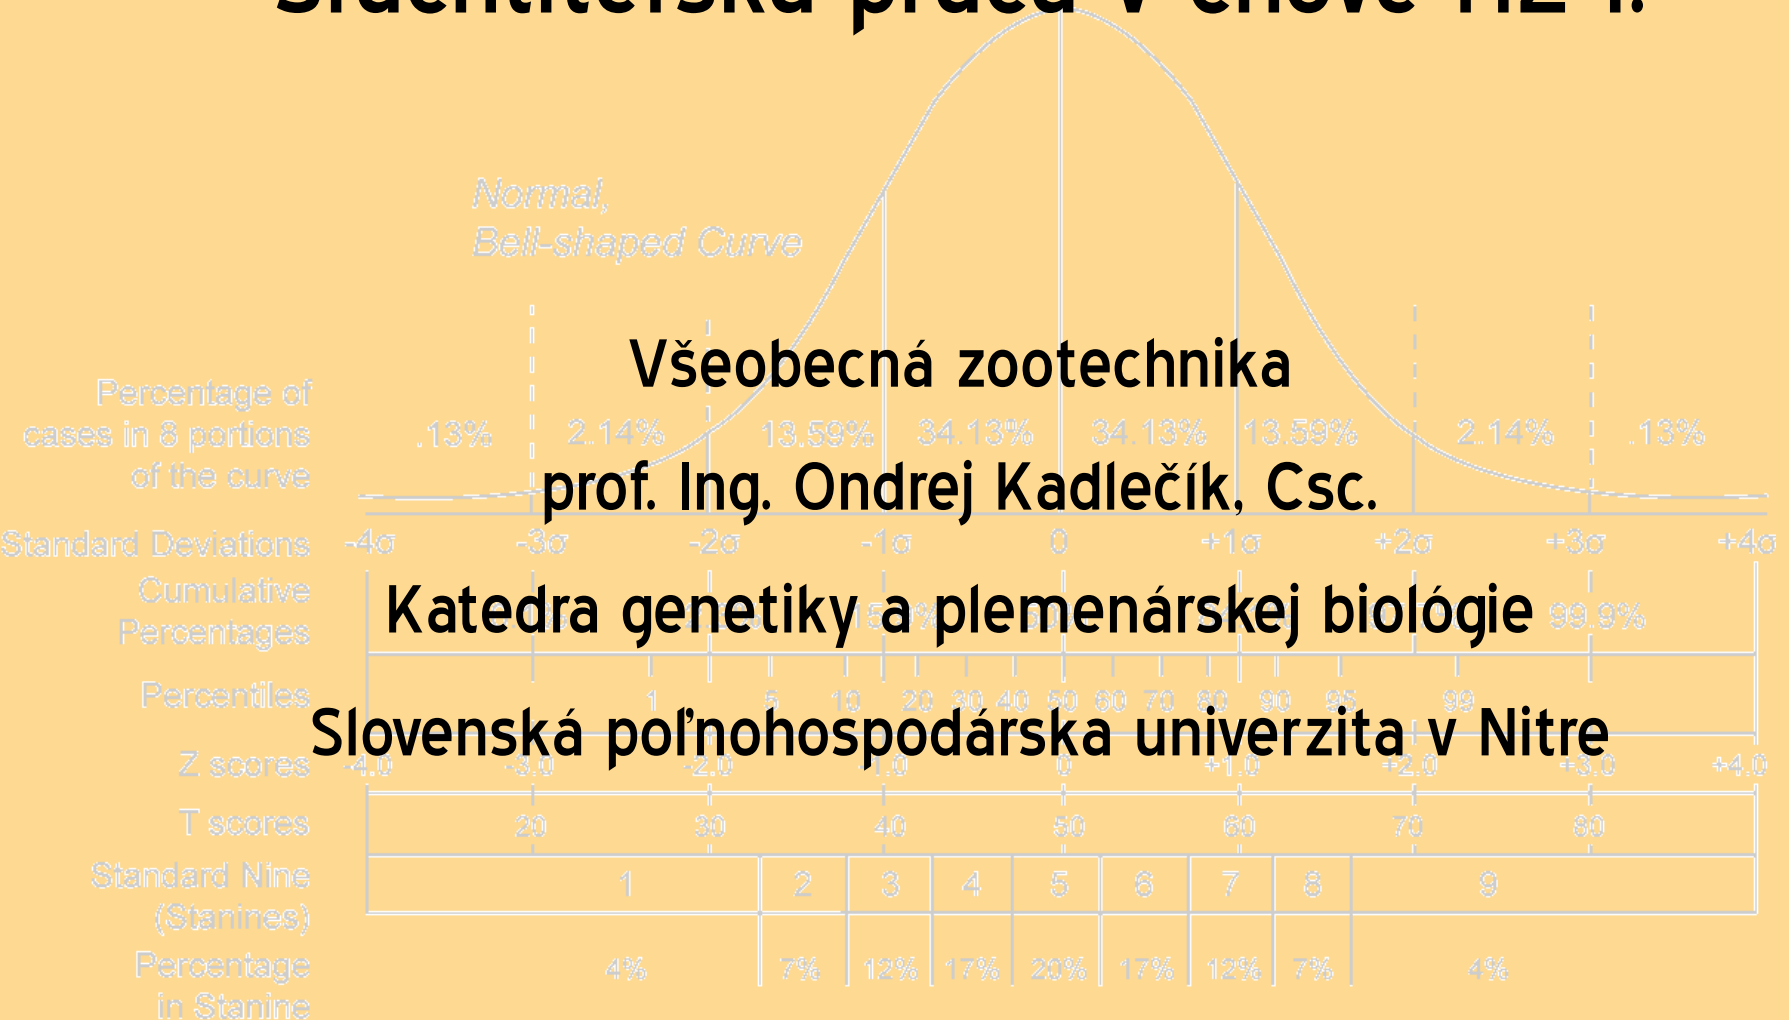 Šľachtiteľská práca v chove HZ I.
Normal,
Bell-shaped Curve
Všeobecná zootechnika
Percentage of
cases in 8 portions
of the curve
.13% 2.14% 13.59% 34.13% 34.13% 13.59% 2.14% .13%
prof. Ing. Ondrej Kadlečík, Csc.
Standard Deviations -4σ -3σ -2σ -1σ 0 +1σ +2σ +3σ +4σ
Cumulative
Percentages 99.9%
Katedra genetiky a plemenárskej biológie
Percentiles 1 5 10 20 30 40 50 60 70 80 90 95 99
Slovenská poľnohospodárska univerzita v Nitre
Z scores -4.0 -3.0 -2.0 -1.0 0 +1.0 +2.0 +3.0 +4.0
T scores 20 30 40 50 60 70 80
Standard Nine
(Stanines) 1 2 3 4 5 6 7 8 9
Percentage
in Stanine 4% 7% 12% 17% 20% 17% 12% 7% 4%